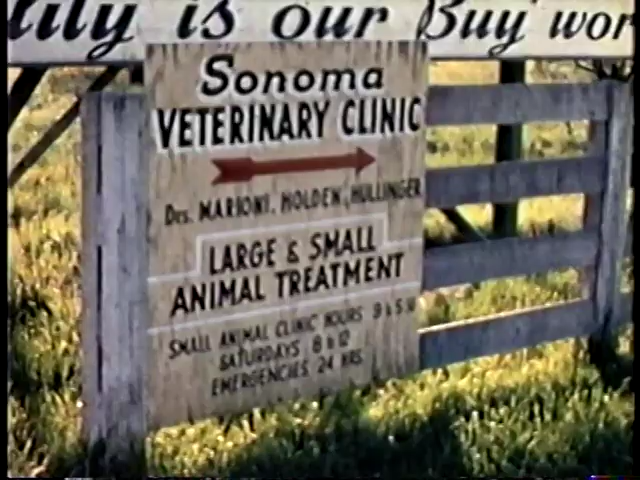 lity is our Buy wor
Sonoma
VETERINARY CLINIC
Drs. MARIONI, HOLDEN, HULLINGER
LARGE & SMALL
ANIMAL TREATMENT
SMALL ANIMAL CLINIC HOURS 9 to 5
SATURDAYS 8 to 12
EMERGENCIES 24 HRS.